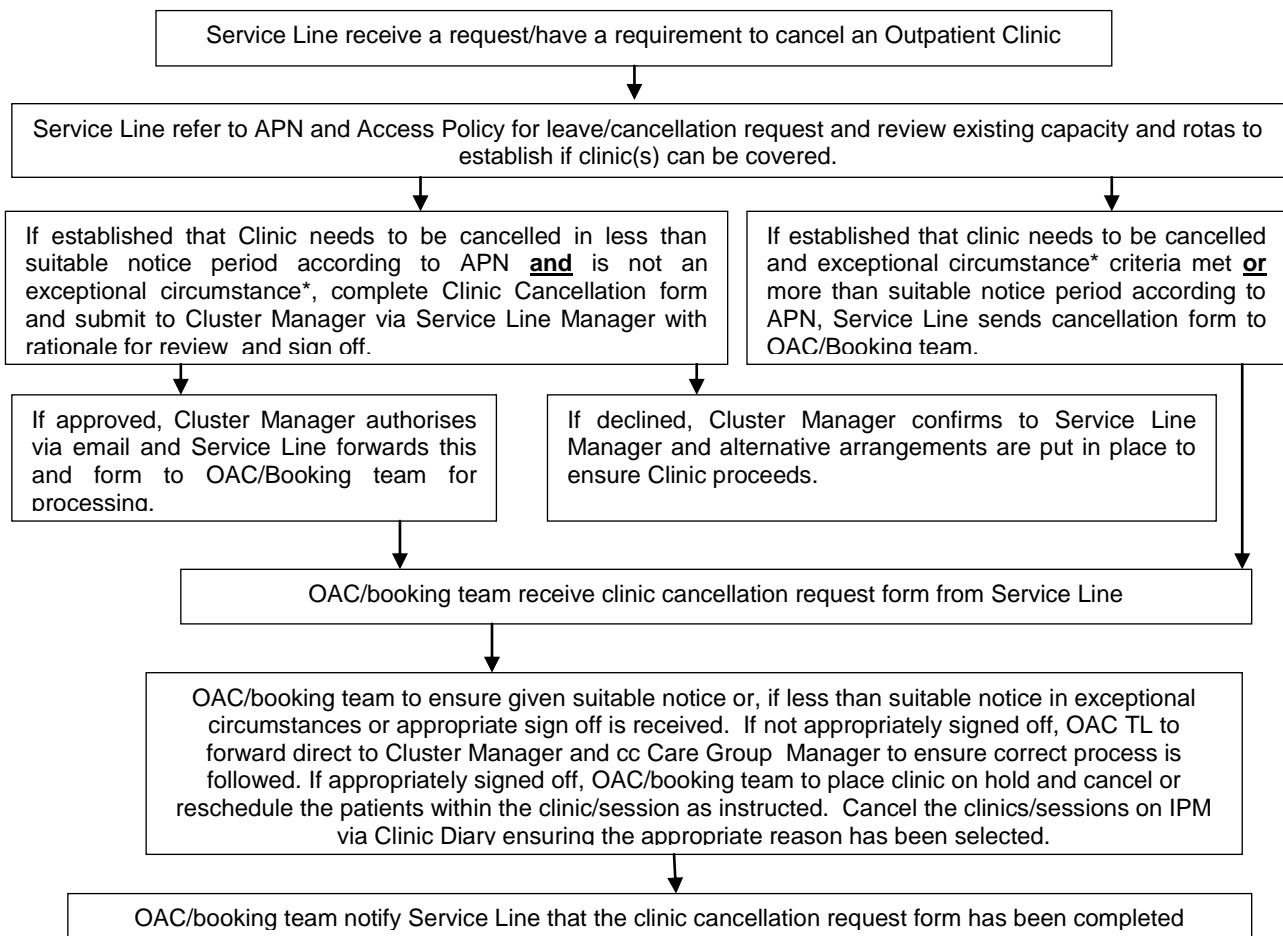 Service Line receive a request/have a requirement to cancel an Outpatient Clinic
Service Line refer to APN and Access Policy for leave/cancellation request and review existing capacity and rotas to
establish if clinic(s) can be covered.
If established that Clinic needs to be cancelled in less than
suitable notice period according to APN and is not an
exceptional circumstance*, complete Clinic Cancellation form
and submit to Cluster Manager via Service Line Manager with
rationale for review and sign off.
If established that clinic needs to be cancelled
and exceptional circumstance* criteria met or
more than suitable notice period according to
APN, Service Line sends cancellation form to
OAC/Booking team.
If approved, Cluster Manager authorises
via email and Service Line forwards this
and form to OAC/Booking team for
processing.
If declined, Cluster Manager confirms to Service Line
Manager and alternative arrangements are put in place to
ensure Clinic proceeds.
OAC/booking team receive clinic cancellation request form from Service Line
OAC/booking team to ensure given suitable notice or, if less than suitable notice in exceptional
circumstances or appropriate sign off is received. If not appropriately signed off, OAC TL to
forward direct to Cluster Manager and cc Care Group Manager to ensure correct process is
followed. If appropriately signed off, OAC/booking team to place clinic on hold and cancel or
reschedule the patients within the clinic/session as instructed. Cancel the clinics/sessions on IPM
via Clinic Diary ensuring the appropriate reason has been selected.
OAC/booking team notify Service Line that the clinic cancellation request form has been completed